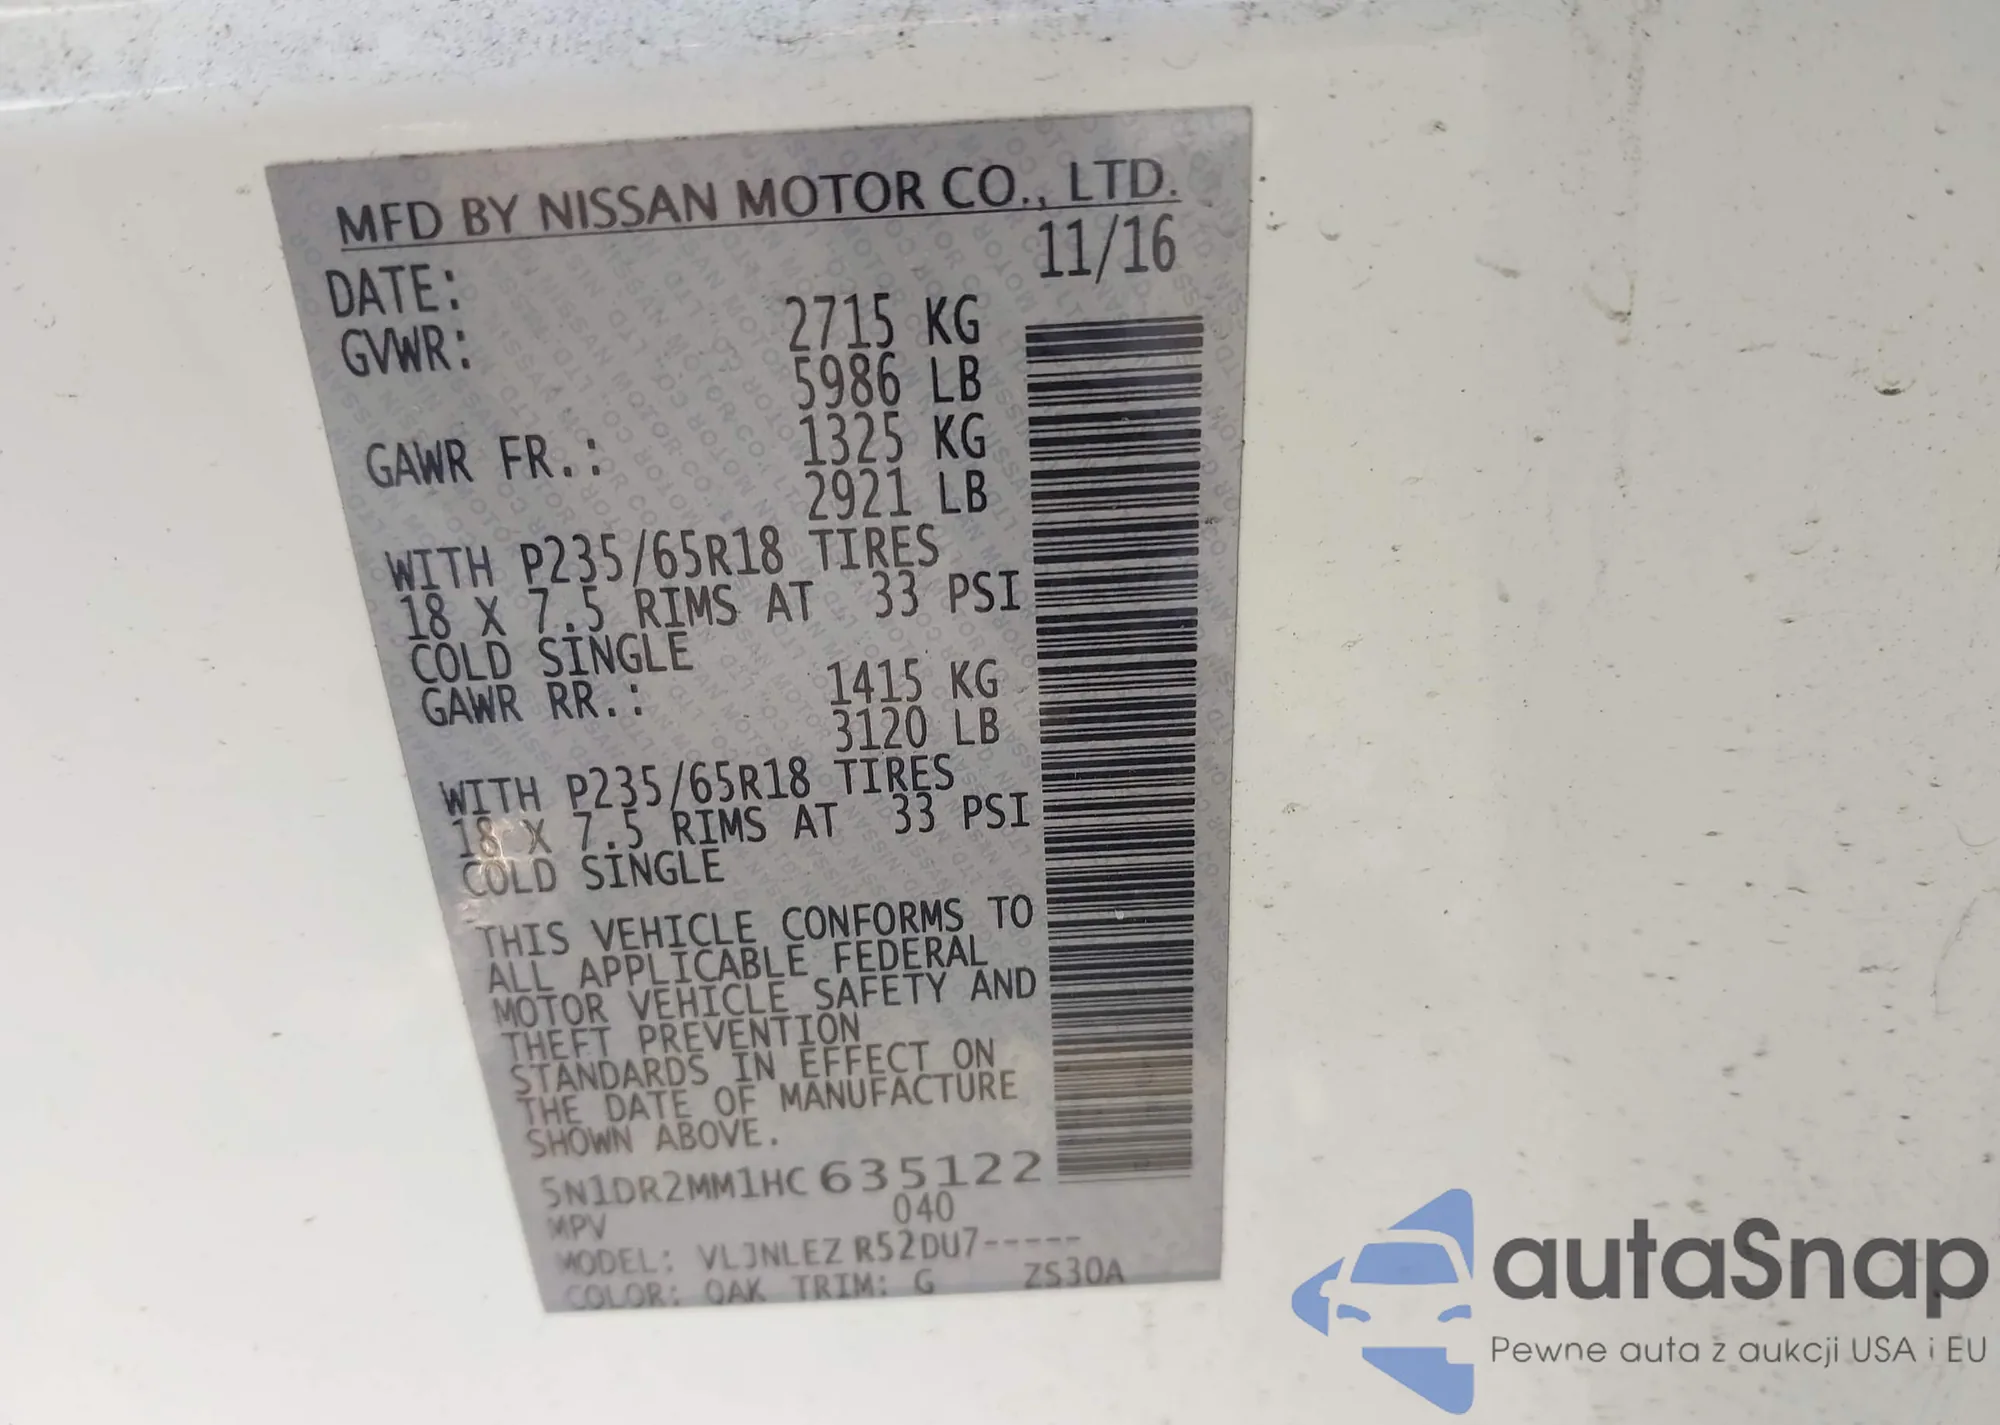 MFD BY NISSAN MOTOR CO., LTD.
DATE: 11/16
GVWR: 2715 KG
5986 LB
GAWR FR.: 1325 KG
2921 LB
WITH P235/65R18 TIRES
18 X 7.5 RIMS AT 33 PSI
COLD SINGLE
GAWR RR.: 1415 KG
3120 LB
WITH P235/65R18 TIRES
18 X 7.5 RIMS AT 33 PSI
COLD SINGLE
THIS VEHICLE CONFORMS TO
ALL APPLICABLE FEDERAL
MOTOR VEHICLE SAFETY AND
THEFT PREVENTION
STANDARDS IN EFFECT ON
THE DATE OF MANUFACTURE
SHOWN ABOVE.
5N1DR2MM1HC635122
MPV 040
MODEL: VLJNLEZ R52DU7-----
COLOR: QAK TRIM: G ZS30A
autaSnap
Pewne auta z aukcji USA i EU